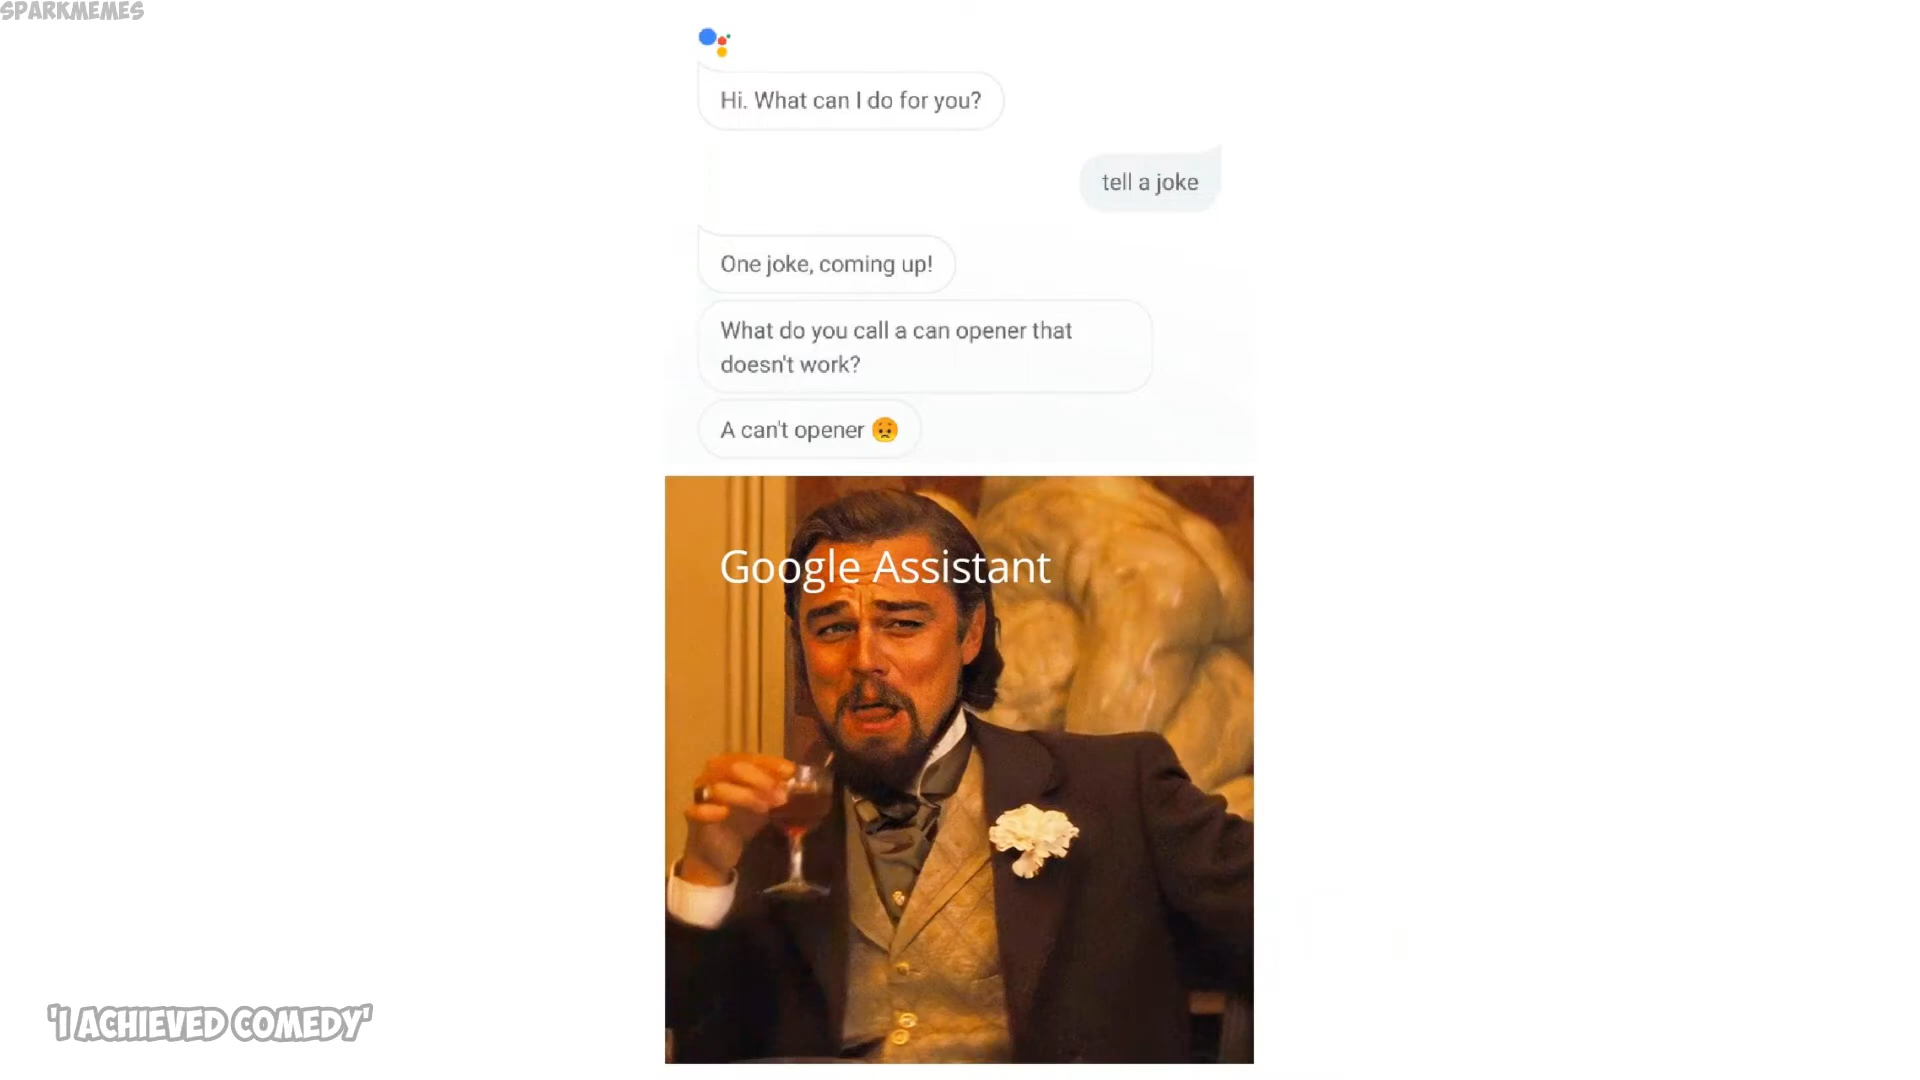 SPARKMEMES
Hi. What can I do for you?
tell a joke
One joke, coming up!
What do you call a can opener that
doesn't work?
A can't opener 😟
Google Assistant
'I ACHIEVED COMEDY'